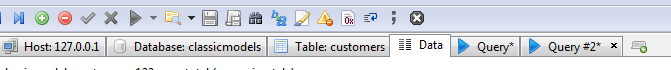 Host: 127.0.0.1 Database: classicmodels Table: customers Data Query* Query #2*